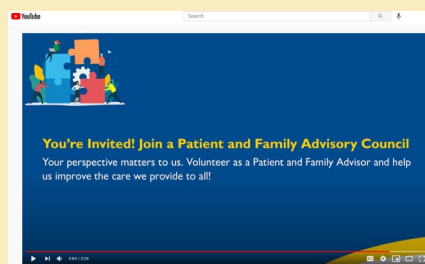 YouTube
Search
You're Invited! Join a Patient and Family Advisory Council
Your perspective matters to us. Volunteer as a Patient and Family Advisor and help
us improve the care we provide to all!